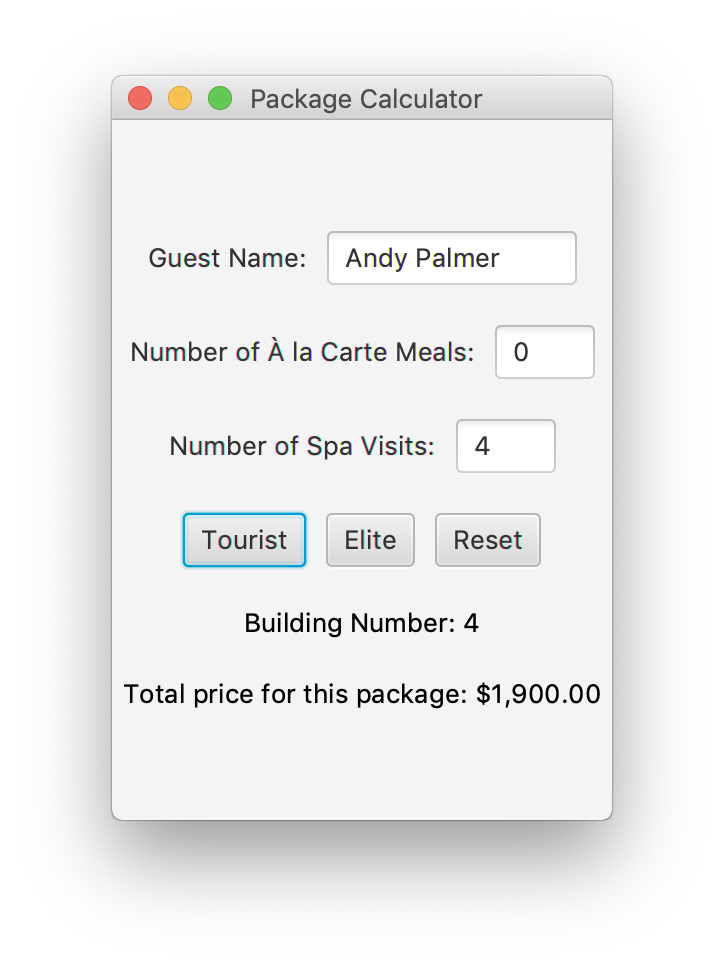 Package Calculator
Guest Name: Andy Palmer
Number of À la Carte Meals: 0
Number of Spa Visits: 4
Tourist Elite Reset
Building Number: 4
Total price for this package: $1,900.00